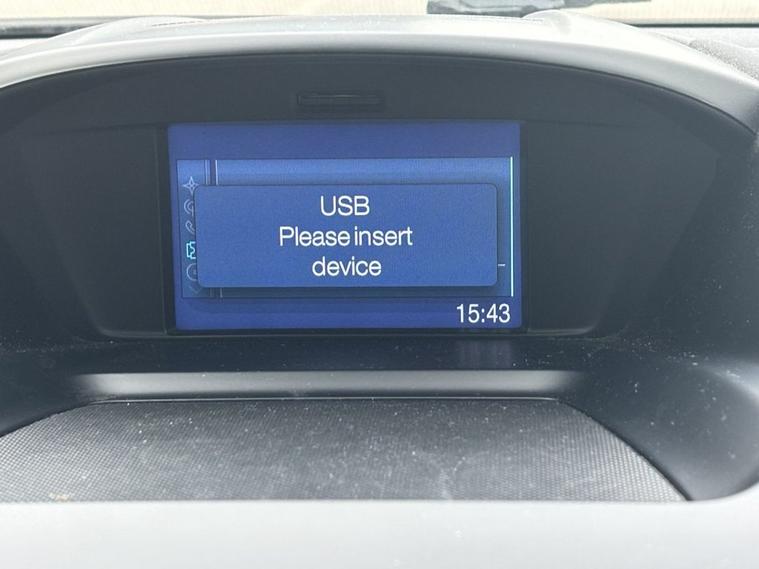 USB
Please insert
device
15:43